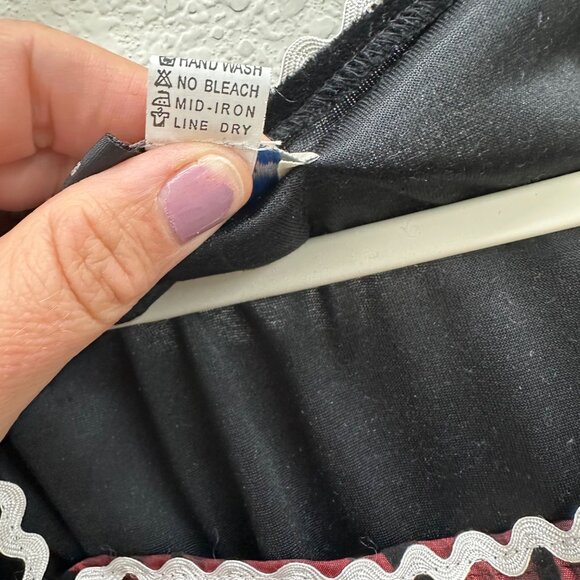 HAND WASH
NO BLEACH
MID-IRON
LINE DRY